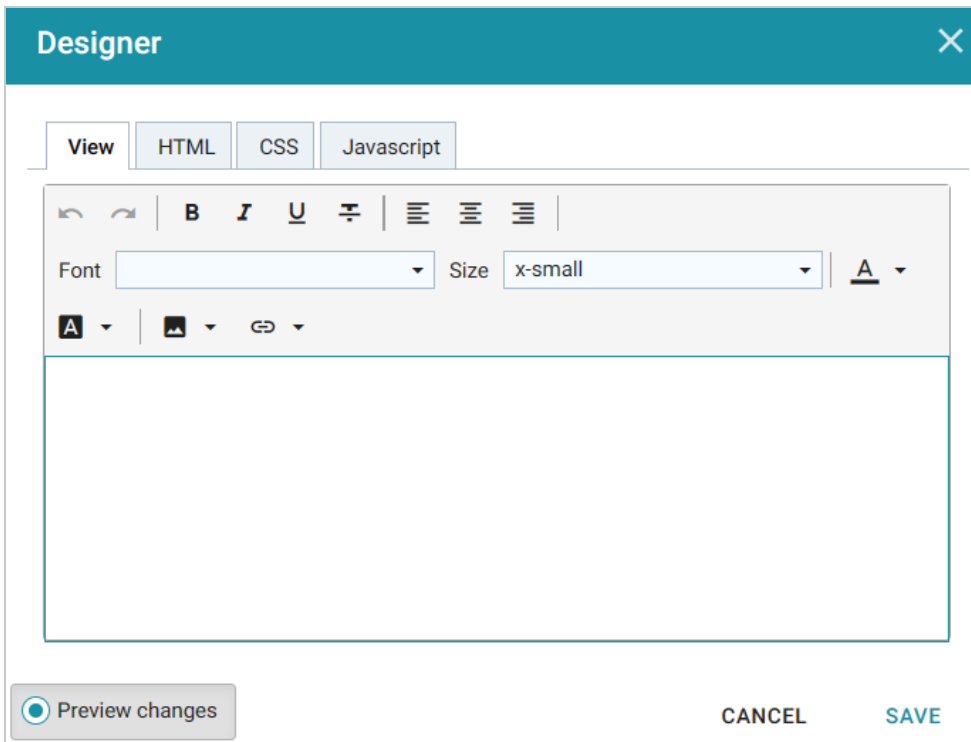 Designer
View HTML CSS Javascript
B I U T
Font Size x-small A
A
Preview changes CANCEL SAVE